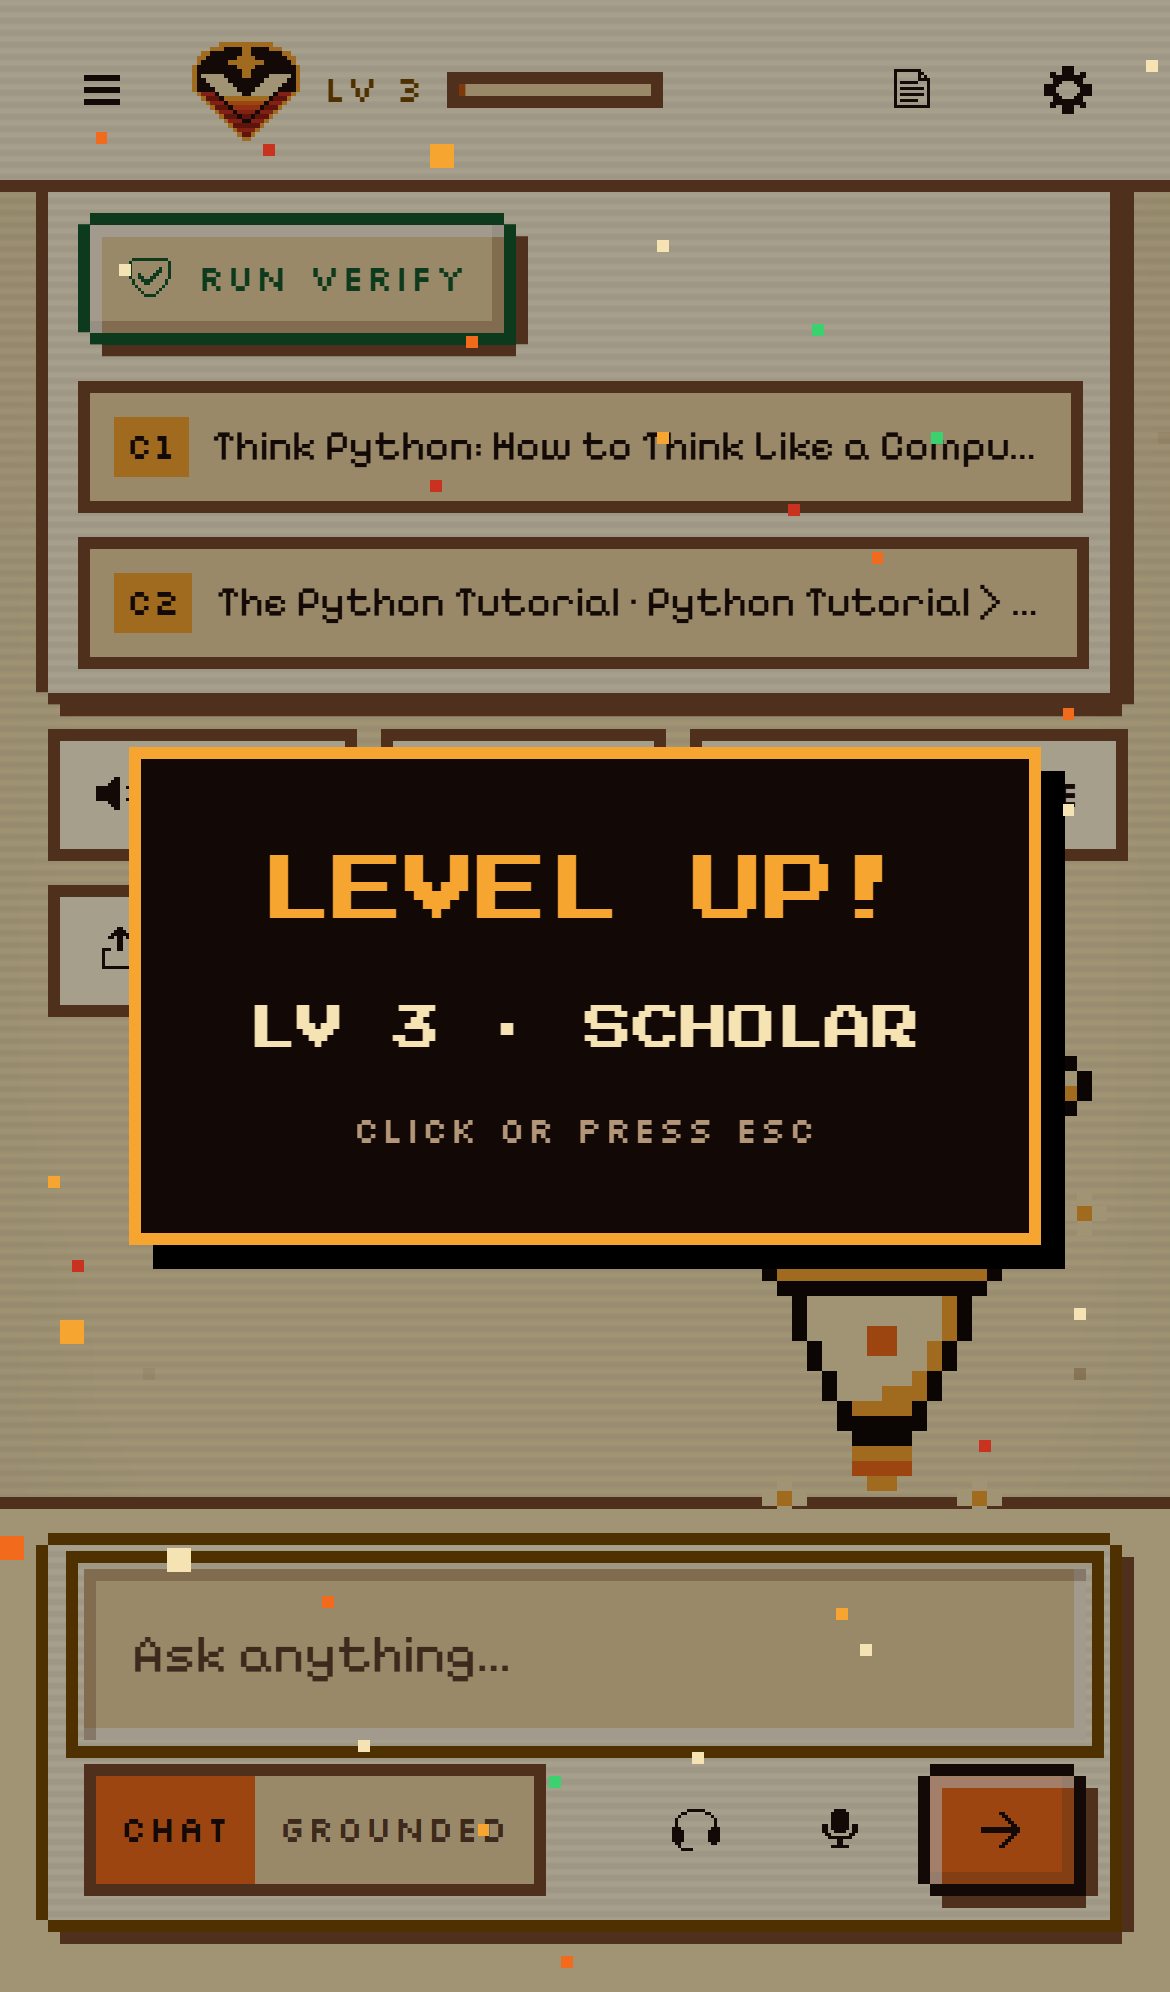 LV 3
RUN VERIFY
C1 Think Python: How to Think Like a Compu...
C2 The Python Tutorial · Python Tutorial > ...
LEVEL UP!
LV 3 · SCHOLAR
CLICK OR PRESS ESC
Ask anything...
CHAT GROUNDED